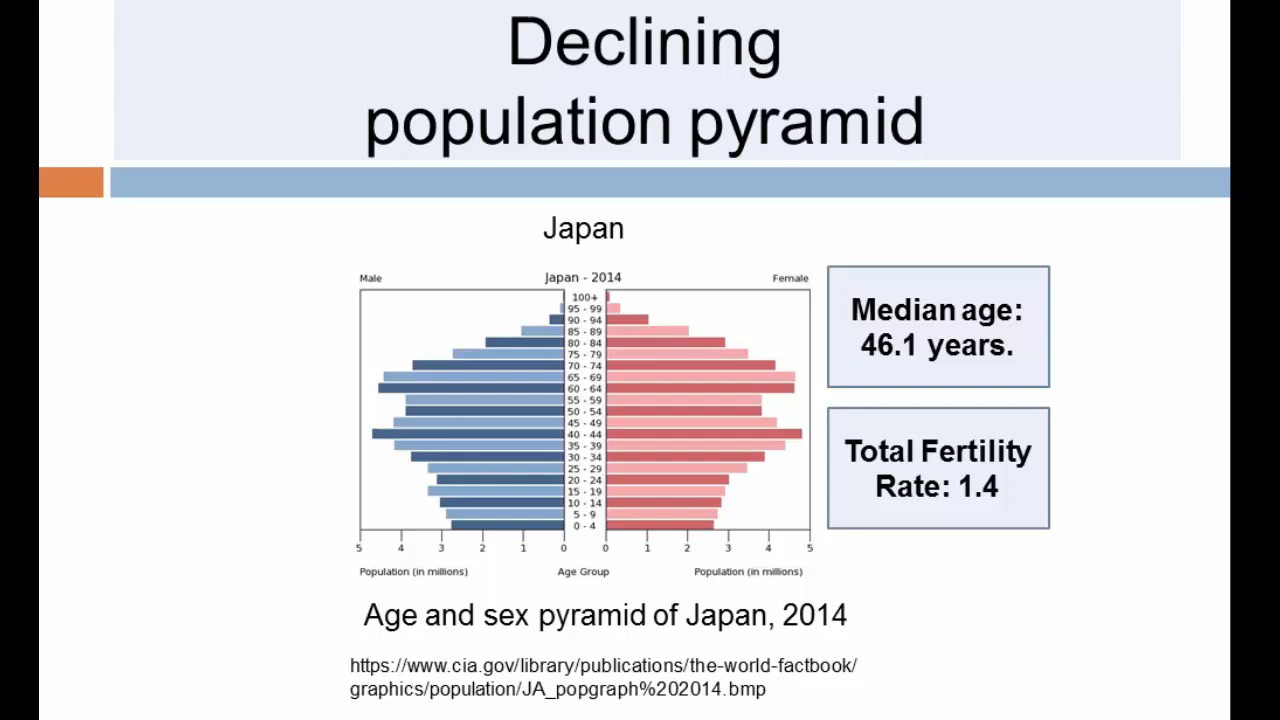 Declining
population pyramid
Japan
Male
Japan - 2014
Female
100+
95 - 99
90 - 94
85 - 89
80 - 84
75 - 79
70 - 74
65 - 69
60 - 64
55 - 59
50 - 54
45 - 49
40 - 44
35 - 39
30 - 34
25 - 29
20 - 24
15 - 19
10 - 14
5 - 9
0 - 4
5 4 3 2 1 0 0 1 2 3 4 5
Population (in millions) Age Group Population (in millions)
Median age:
46.1 years.
Total Fertility
Rate: 1.4
Age and sex pyramid of Japan, 2014
https://www.cia.gov/library/publications/the-world-factbook/
graphics/population/JA_popgraph%202014.bmp